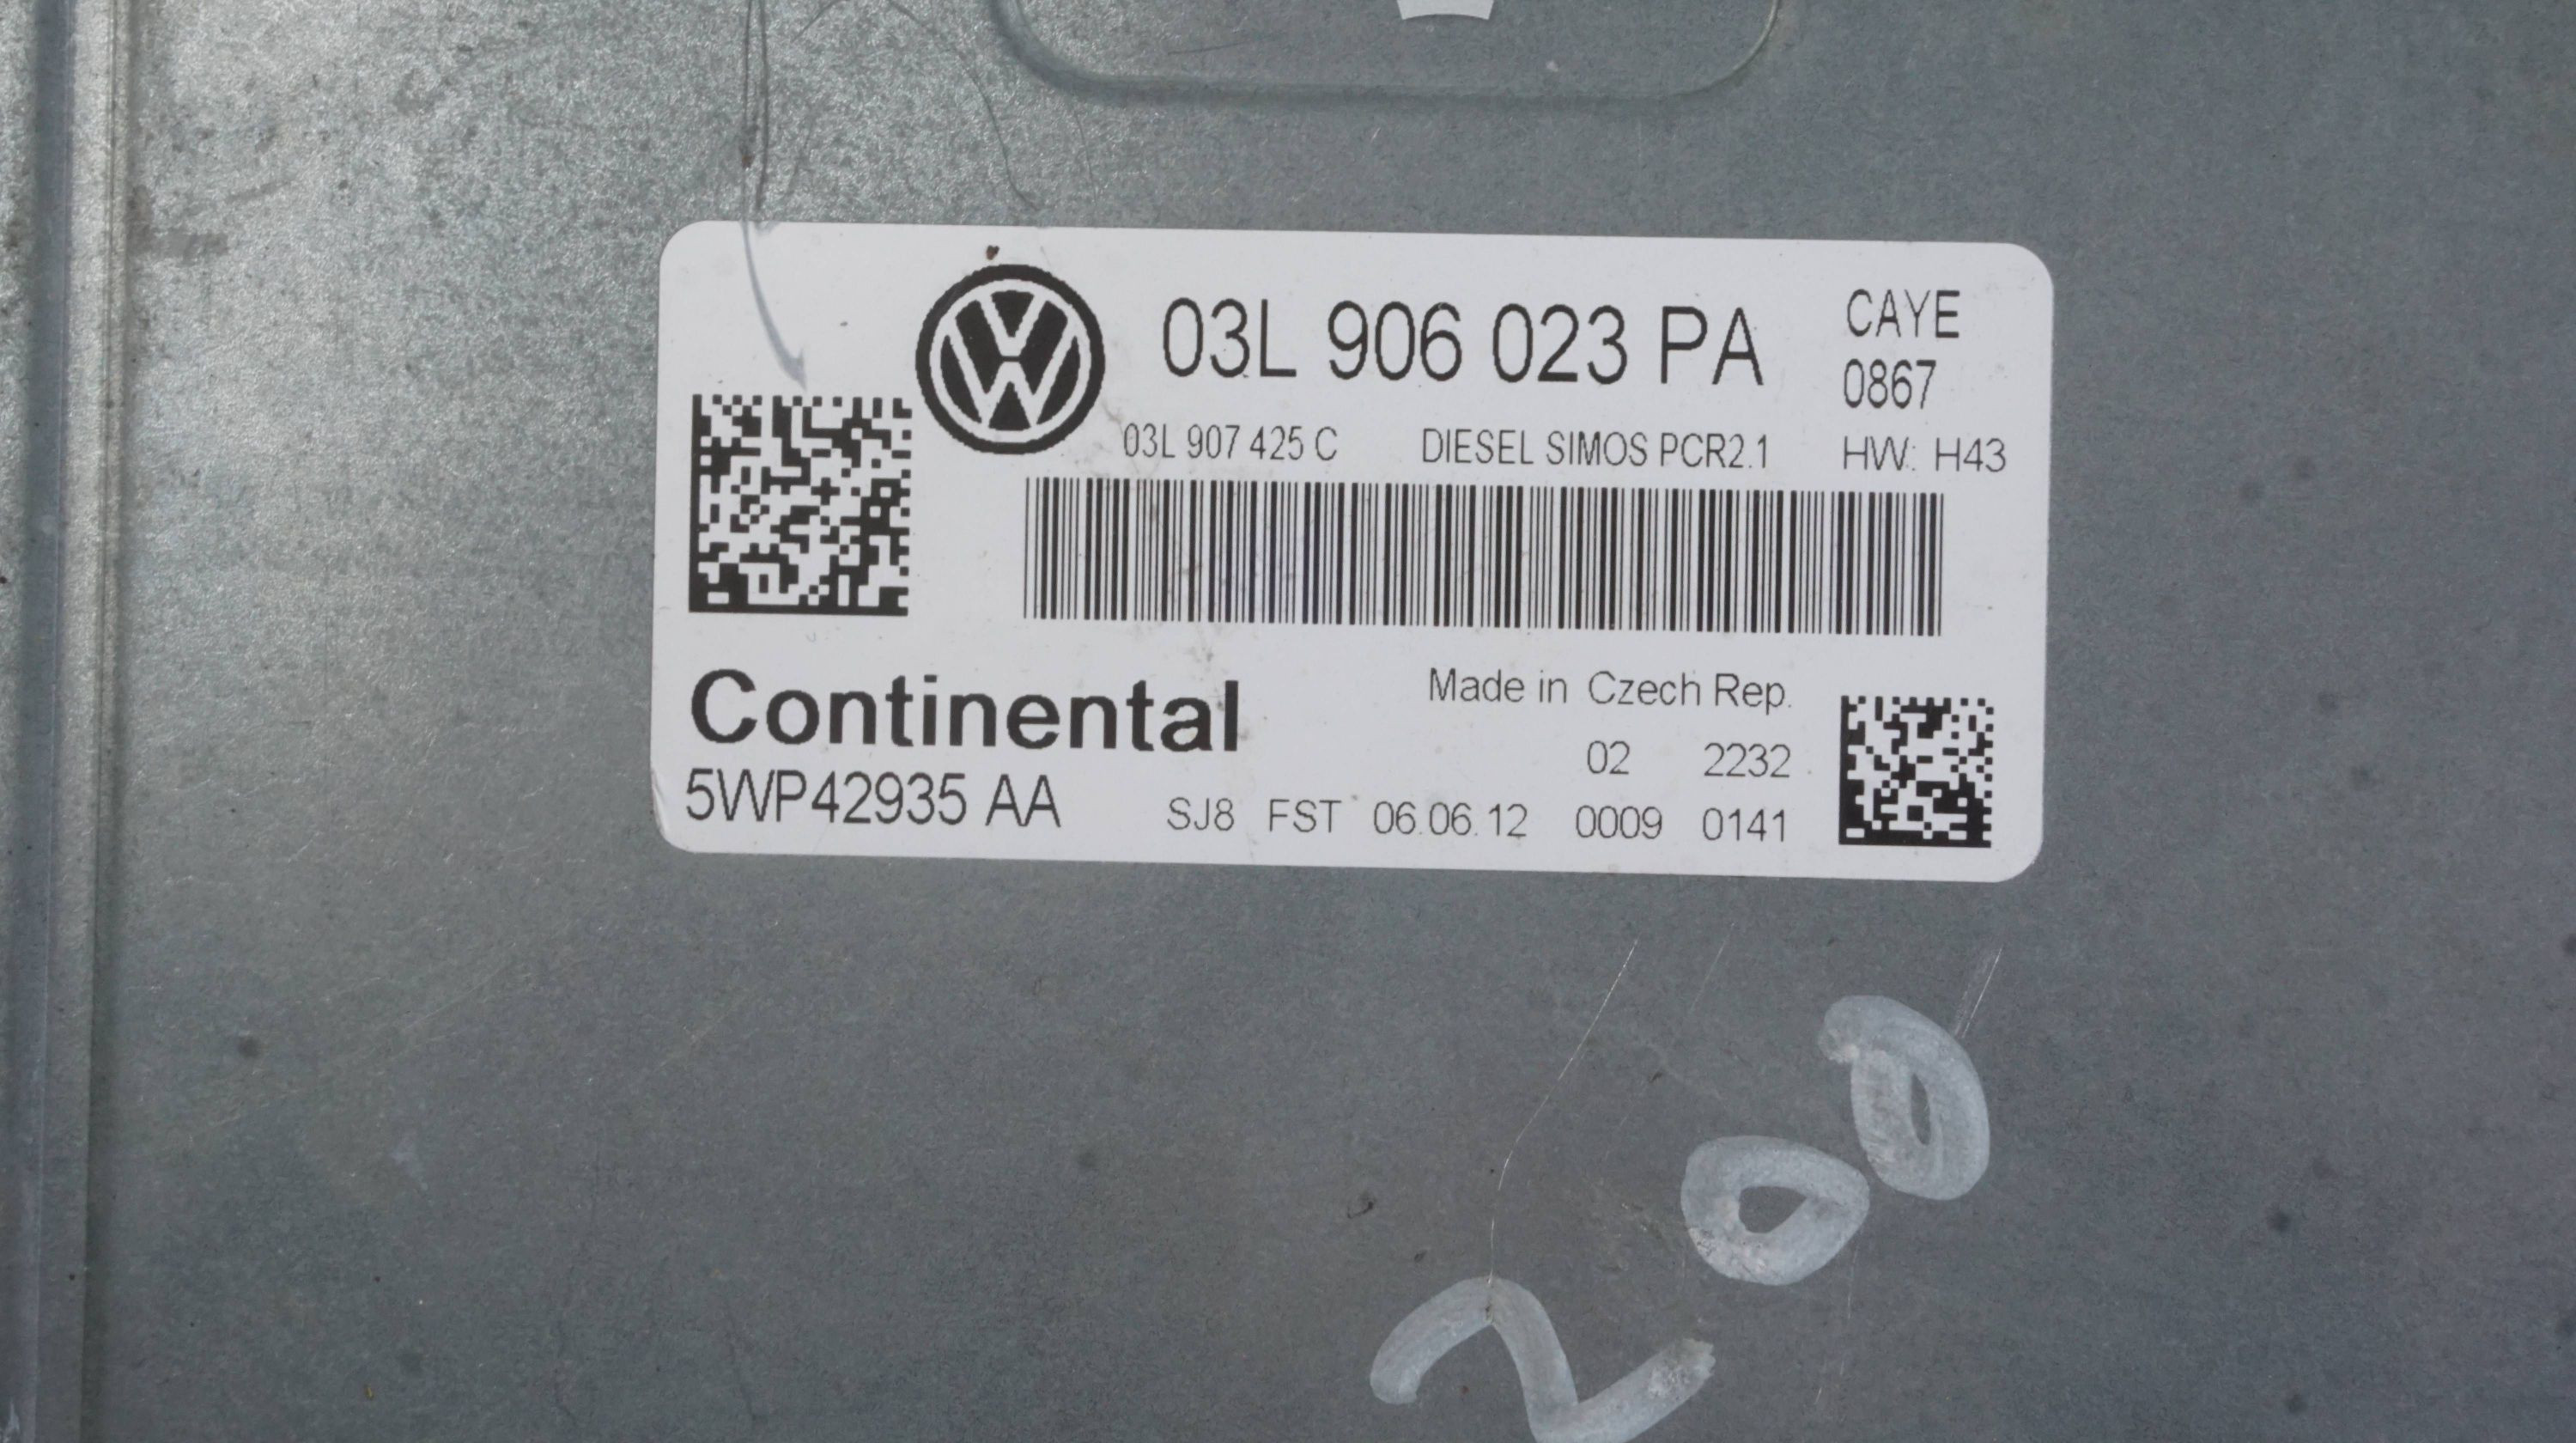 03L 906 023 PA CAYE
0867
03L 907 425 C DIESEL SIMOS PCR2.1 HW: H43
Continental Made in Czech Rep.
02 2232
5WP42935 AA SJ8 FST 06.06.12 0009 0141
200